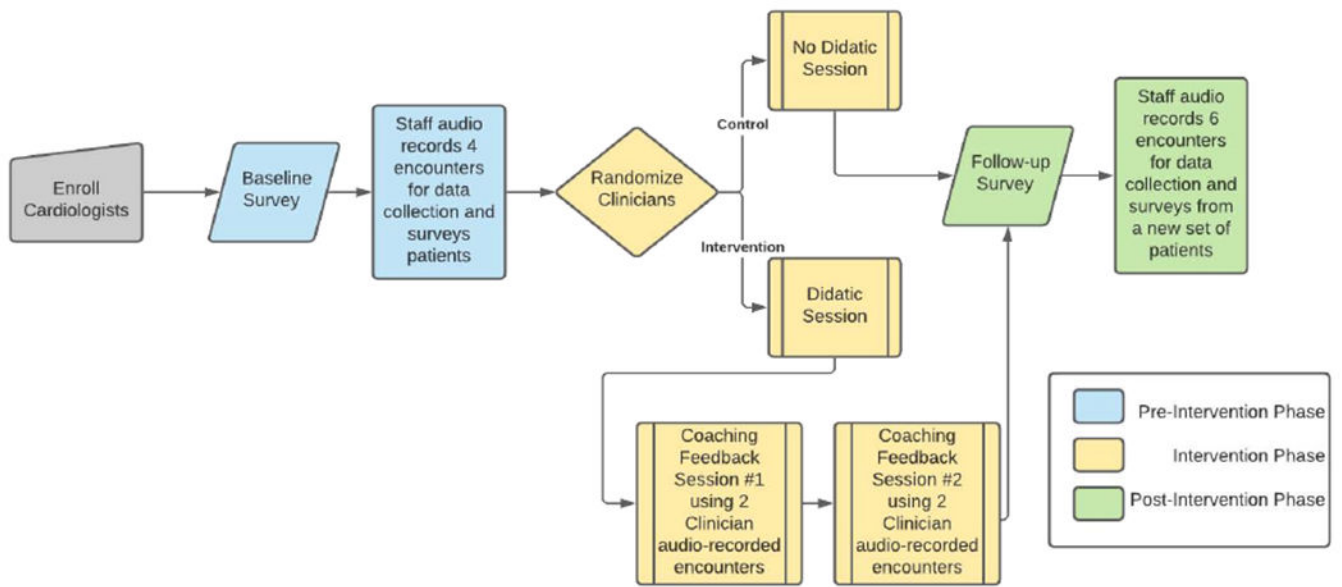 Enroll
Cardiologists
Baseline
Survey
Staff audio
records 4
encounters
for data
collection and
surveys
patients
Randomize
Clinicians
Control
No Didatic
Session
Intervention
Didatic
Session
Coaching
Feedback
Session #1
using 2
Clinician
audio-recorded
encounters
Coaching
Feedback
Session #2
using 2
Clinician
audio-recorded
encounters
Follow-up
Survey
Staff audio
records 6
encounters
for data
collection and
surveys from
a new set of
patients
Pre-Intervention Phase
Intervention Phase
Post-Intervention Phase